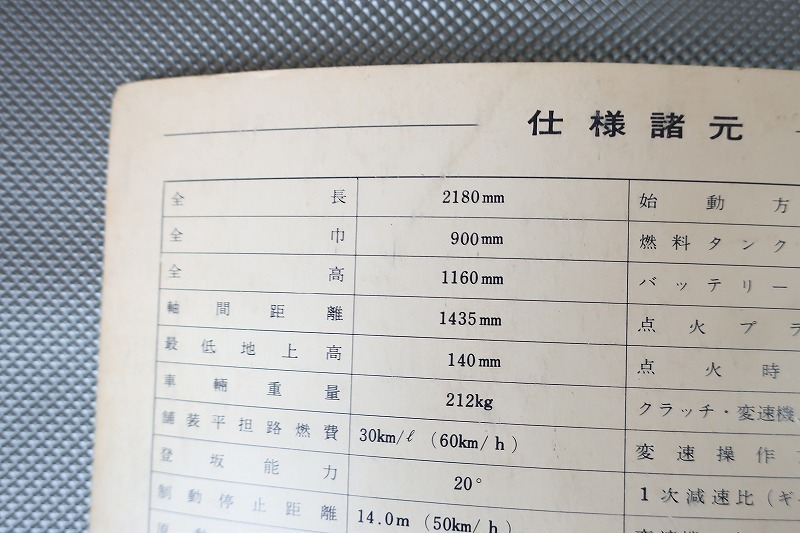 仕様諸元
全長 2180mm 始動方
全巾 900mm 燃料タンク
全高 1160mm バッテリー
軸間距離 1435mm 点火プラ
最低地上高 140mm 点火時
車輛重量 212kg クラッチ・変速機
舗装平担路燃費 30km/ℓ (60km/h) 変速操作
登坂能力 20° 1次減速比(ギ
制動停止距離 14.0m (50km/h)